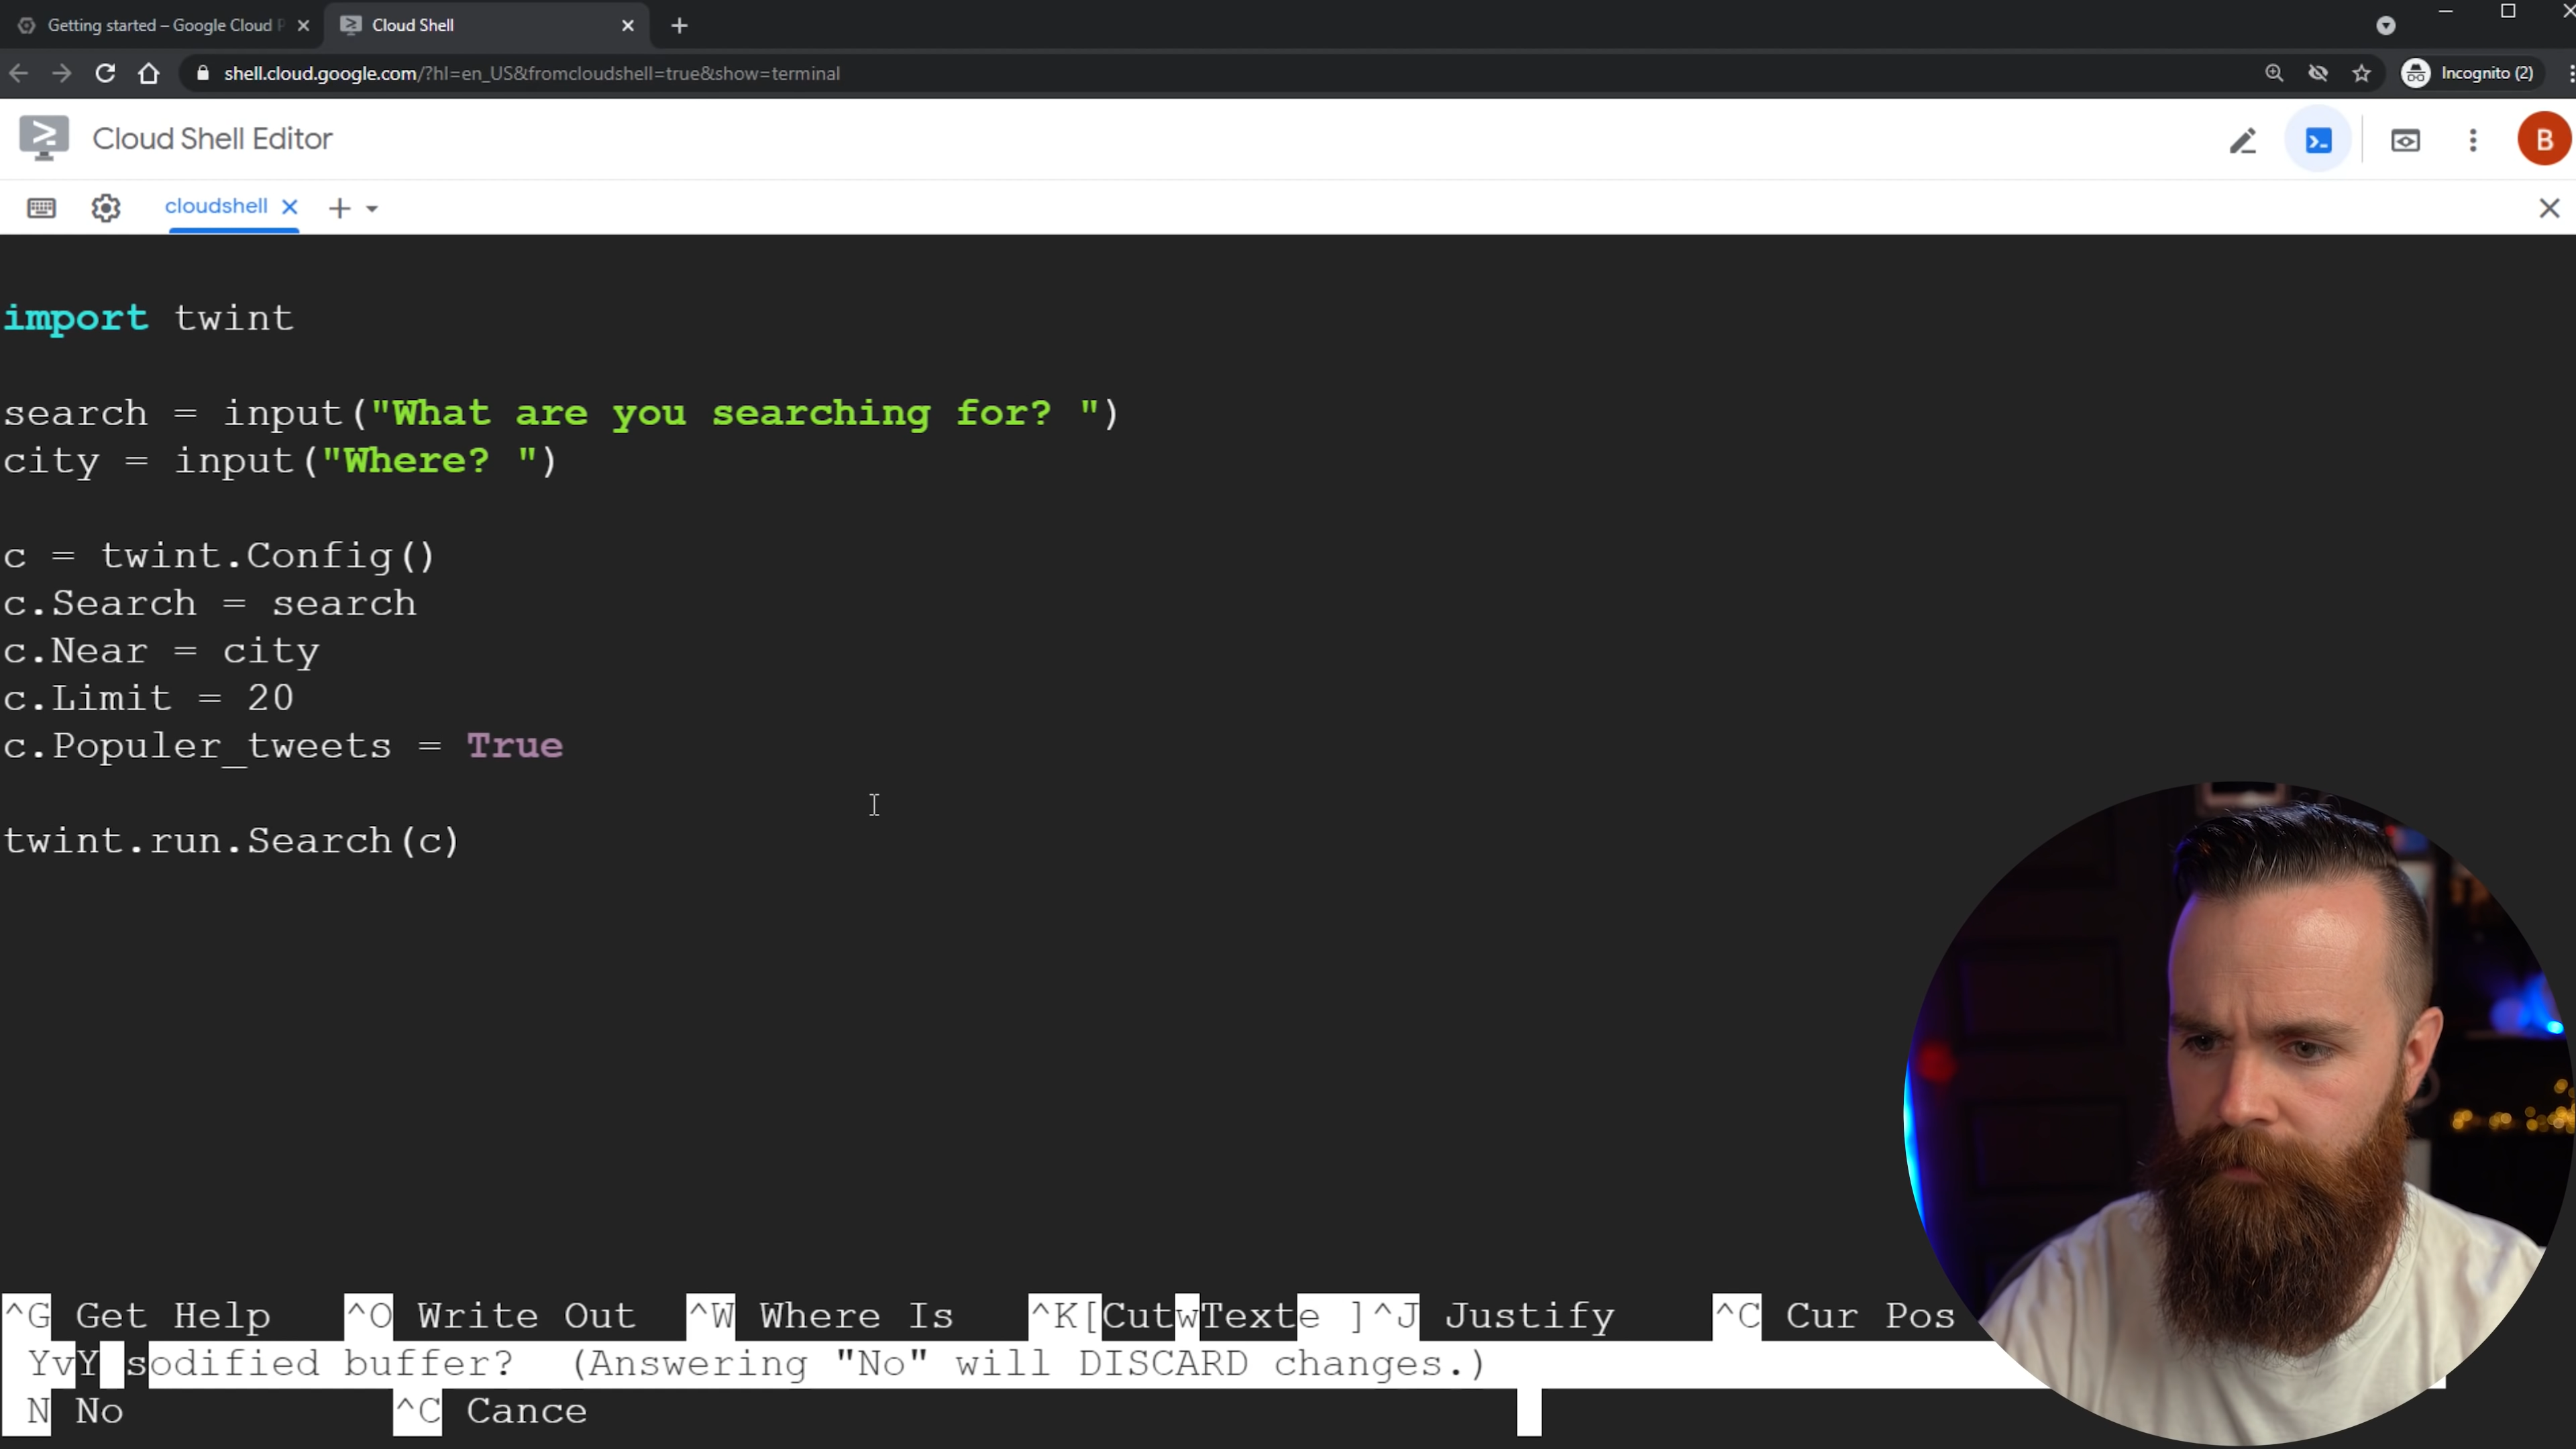 Getting started – Google Cloud P
Cloud Shell
shell.cloud.google.com/?hl=en_US&fromcloudshell=true&show=terminal
Incognito (2)
Cloud Shell Editor
B
cloudshell
import twint
search = input("What are you searching for? ")
city = input("Where? ")
c = twint.Config()
c.Search = search
c.Near = city
c.Limit = 20
c.Populer_tweets = True
twint.run.Search(c)
^G Get Help ^O Write Out ^W Where Is ^K[CutwTexte ]^J Justify ^C Cur Pos
YvY sodified buffer? (Answering "No" will DISCARD changes.)
N No ^C Cance